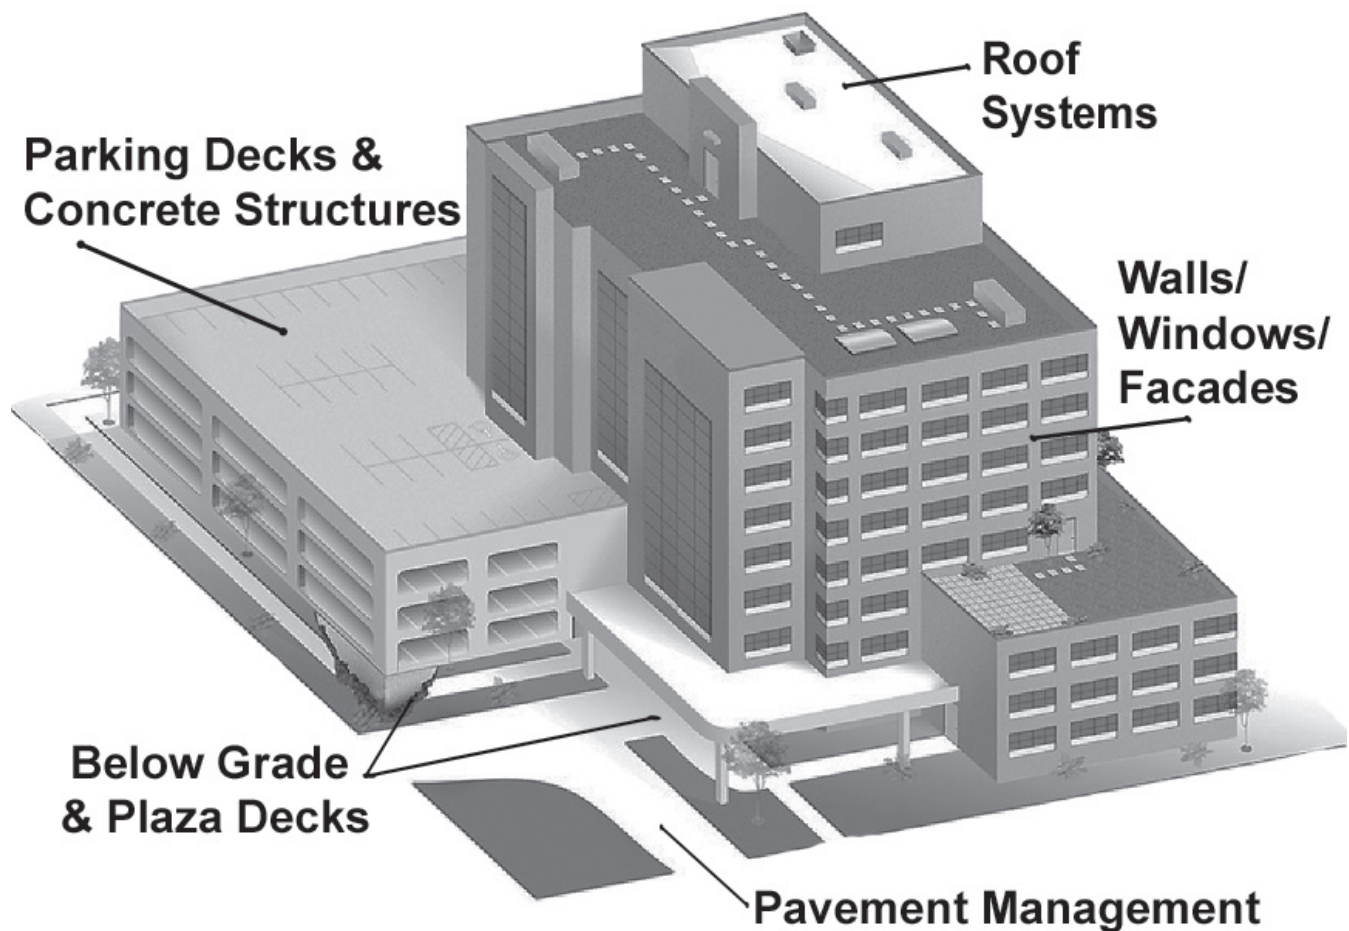 Roof
Systems
Parking Decks &
Concrete Structures
Walls/
Windows/
Facades
Below Grade
& Plaza Decks
Pavement Management